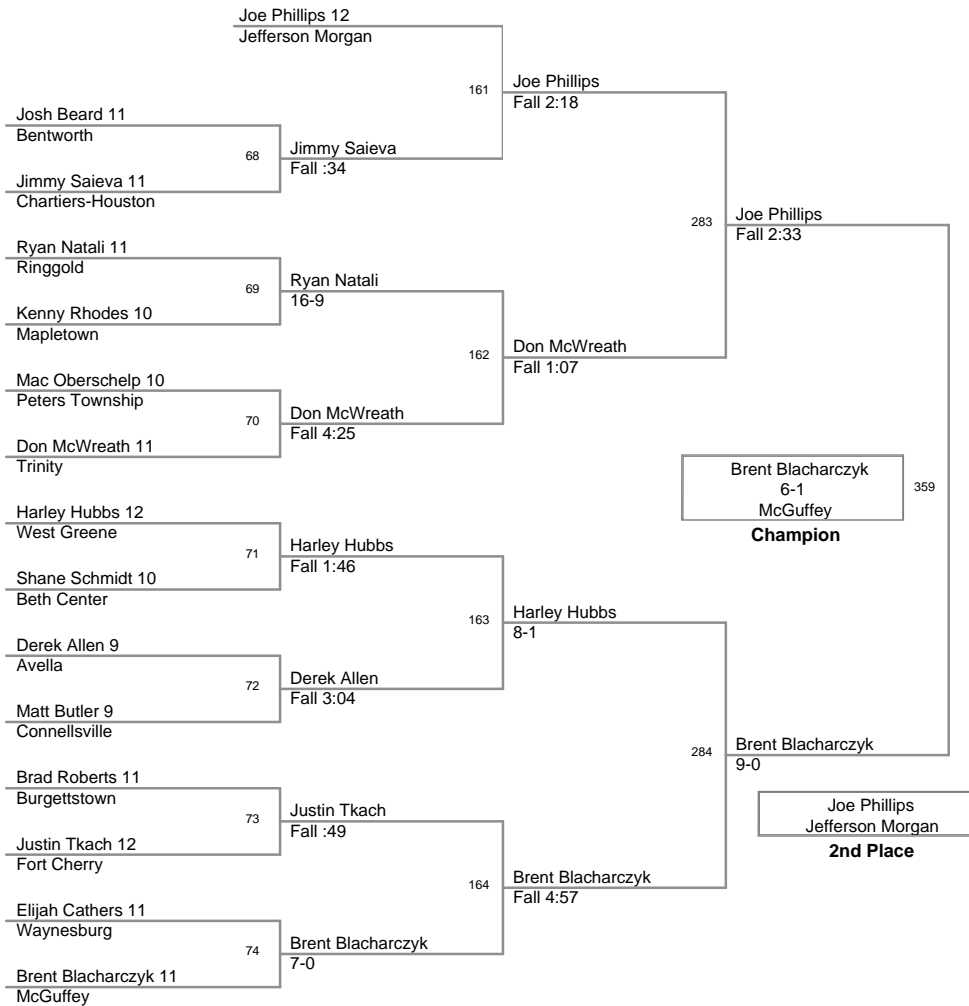 Joe Phillips 12
Jefferson Morgan
161
Joe Phillips
Fall 2:18
Josh Beard 11
Bentworth
68
Jimmy Saieva
Fall :34
Jimmy Saieva 11
Chartiers-Houston
283
Joe Phillips
Fall 2:33
Ryan Natali 11
Ringgold
69
Ryan Natali
16-9
Kenny Rhodes 10
Mapletown
162
Don McWreath
Fall 1:07
Mac Oberschelp 10
Peters Township
70
Don McWreath
Fall 4:25
Don McWreath 11
Trinity
Brent Blacharczyk
6-1
McGuffey
Champion
359
Harley Hubbs 12
West Greene
71
Harley Hubbs
Fall 1:46
Shane Schmidt 10
Beth Center
163
Harley Hubbs
8-1
Derek Allen 9
Avella
72
Derek Allen
Fall 3:04
Matt Butler 9
Connellsville
284
Brent Blacharczyk
9-0
Brad Roberts 11
Burgettstown
73
Justin Tkach
Fall :49
Justin Tkach 12
Fort Cherry
Joe Phillips
Jefferson Morgan
2nd Place
164
Brent Blacharczyk
Fall 4:57
Elijah Cathers 11
Waynesburg
74
Brent Blacharczyk
7-0
Brent Blacharczyk 11
McGuffey